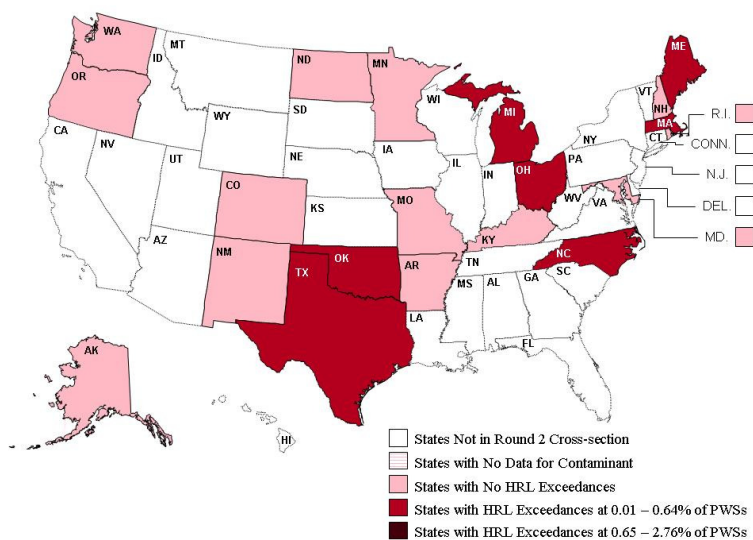 WA
MT
ME
ND
MN
OR
ID
VT
WI
NH
SD
MI
MA
R.I.
WY
NY
CT
CONN.
CA
IA
NV
NE
PA
N.J.
UT
IL
IN
OH
DEL.
CO
WV
VA
KS
MO
MD.
KY
NC
AZ
OK
TN
NM
AR
SC
TX
MS
AL
GA
LA
FL
AK
HI
States Not in Round 2 Cross-section
States with No Data for Contaminant
States with No HRL Exceedances
States with HRL Exceedances at 0.01 – 0.64% of PWSs
States with HRL Exceedances at 0.65 – 2.76% of PWSs